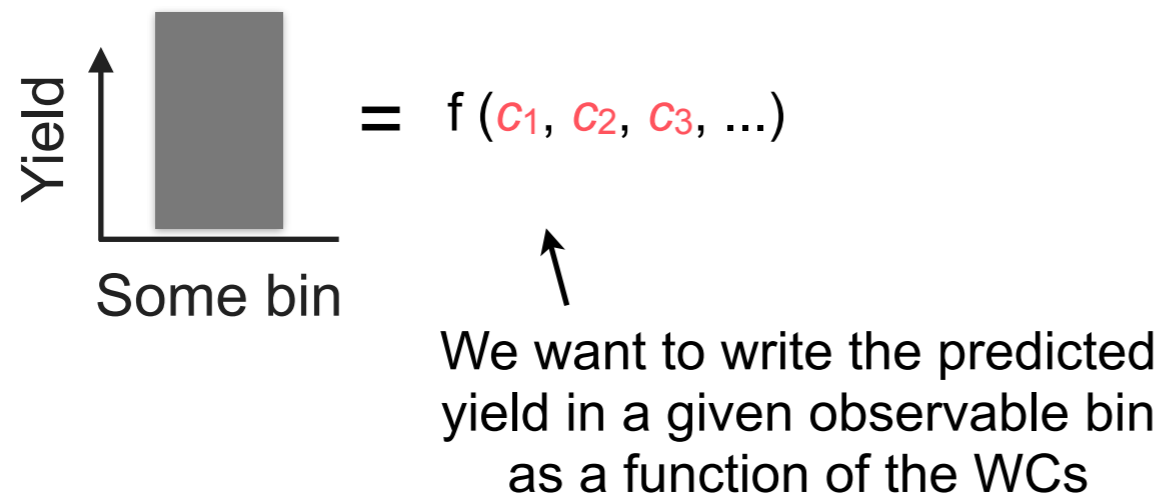 Yield
= f (c1, c2, c3, ...)
Some bin
We want to write the predicted
yield in a given observable bin
as a function of the WCs